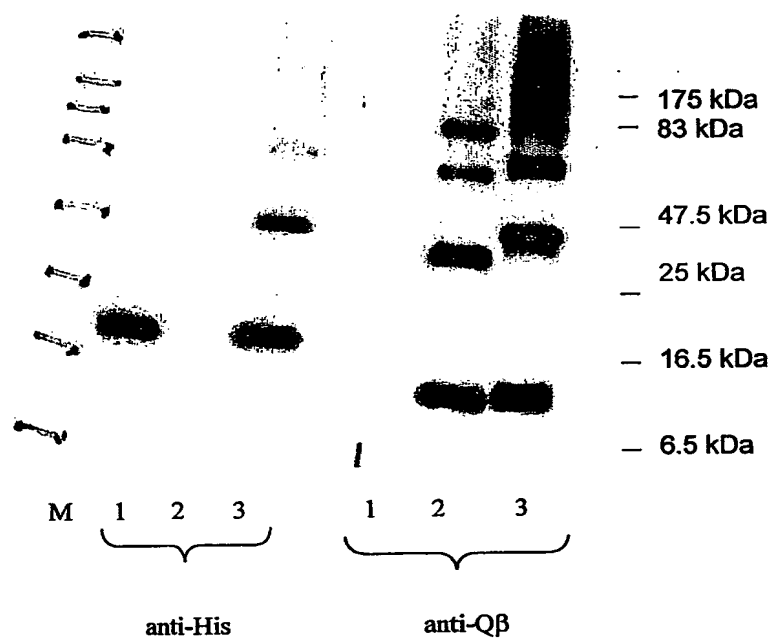 175 kDa
83 kDa
47.5 kDa
25 kDa
16.5 kDa
6.5 kDa
M 1 2 3 1 2 3
anti-His anti-Qβ